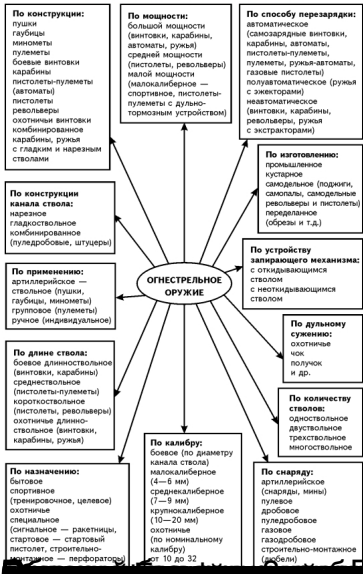 По конструкции:
пушки
гаубицы
минометы
пулеметы
боевые винтовки
карабины
пистолеты-пулеметы
(автоматы)
пистолеты
револьверы
охотничьи винтовки
комбинированное
карабины, ружья
с гладким и нарезным
стволами
По мощности:
большой мощности
(винтовки, карабины,
автоматы, ружья)
средней мощности
(пистолеты, револьверы)
малой мощности
(малокалиберное —
спортивное, пистолеты-
пулеметы с дульно-
тормозным устройством)
По способу перезарядки:
автоматическое
(самозарядные винтовки,
карабины, автоматы,
пистолеты-пулеметы,
пулеметы, ружья-автоматы,
газовые пистолеты)
полуавтоматическое (ружья
с эжекторами)
неавтоматическое
(винтовки, карабины,
револьверы, ружья
с экстракторами)
По изготовлению:
промышленное
кустарное
самодельное (поджиги,
самопалы, самодельные
револьверы и пистолеты)
переделанное
(обрезы и т.д.)
По конструкции
канала ствола:
нарезное
гладкоствольное
комбинированное
(пуледробовые, штуцеры)
По устройству
запирающего механизма:
с откидывающимся
стволом
с неоткидывающимся
стволом
ОГНЕСТРЕЛЬНОЕ
ОРУЖИЕ
По применению:
артиллерийское —
ствольное (пушки,
гаубицы, минометы)
групповое (пулеметы)
ручное (индивидуальное)
По дульному
сужению:
охотничье
чок
получок
и др.
По длине ствола:
боевое длинноствольное
(винтовки, карабины)
среднествольное
(пистолеты-пулеметы)
короткоствольное
(пистолеты, револьверы)
охотничье длинно-
ствольное (винтовки,
карабины, ружья)
По количеству
стволов:
одноствольное
двуствольное
трехствольное
многоствольное
По назначению:
бытовое
спортивное
(тренировочное, целевое)
охотничье
специальное
(сигнальное — ракетницы,
стартовое — стартовый
пистолет, строительно-
монтажное — перфораторы)
По калибру:
боевое (по диаметру
канала ствола)
малокалиберное
(4—6 мм)
среднекалиберное
(7—9 мм)
крупнокалиберное
(10—20 мм)
охотничье
(по номинальному
калибру)
от 10 до 32
По снаряду:
артиллерийское
(снаряды, мины)
пулевое
дробовое
пуледробовое
газовое
газодробовое
строительно-монтажное
(дюбели)